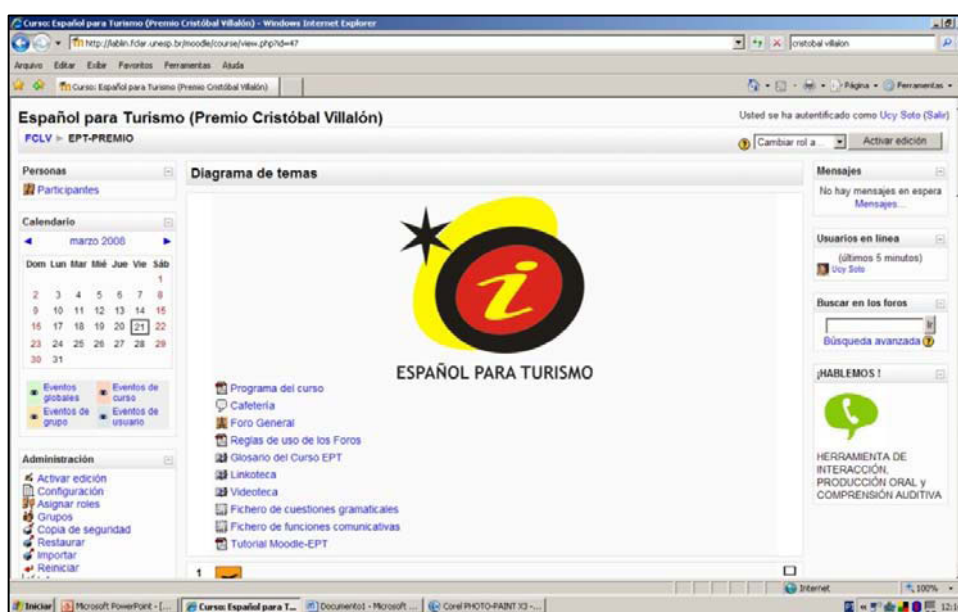 Curso: Español para Turismo (Premio Cristóbal Villalón) - Windows Internet Explorer
http://lablin.fclar.unesp.br/moodle/course/view.php?id=47
cristobal villalon
Arquivo Editar Exibir Favoritos Ferramentas Ajuda
Curso: Español para Turismo (Premio Cristóbal Villalón)
Página
Ferramentas
Español para Turismo (Premio Cristóbal Villalón)
Usted se ha autentificado como Ucy Soto (Salir)
FCLV ► EPT-PREMIO
Cambiar rol a...
Activar edición
Personas
Participantes
Calendario
marzo 2008
Dom Lun Mar Mié Jue Vie Sáb
1
2 3 4 5 6 7 8
9 10 11 12 13 14 15
16 17 18 19 20 21 22
23 24 25 26 27 28 29
30 31
Eventos globales
Eventos de curso
Eventos de grupo
Eventos de usuario
Administración
Activar edición
Configuración
Asignar roles
Grupos
Copia de seguridad
Restaurar
Importar
Reiniciar
Diagrama de temas
i
ESPAÑOL PARA TURISMO
Programa del curso
Cafetería
Foro General
Reglas de uso de los Foros
Glosario del Curso EPT
Linkoteca
Videoteca
Fichero de cuestiones gramaticales
Fichero de funciones comunicativas
Tutorial Moodle-EPT
1
Mensajes
No hay mensajes en espera
Mensajes...
Usuarios en línea
(últimos 5 minutos)
Ucy Soto
Buscar en los foros
Ir
Búsqueda avanzada
¡HABLEMOS !
HERRAMIENTA DE
INTERACCIÓN,
PRODUCCIÓN ORAL y
COMPRENSIÓN AUDITIVA
Internet
100%
Iniciar
Microsoft PowerPoint - [...
Curso: Español para T...
Documento1 - Microsoft ...
Corel PHOTO-PAINT X3 -...